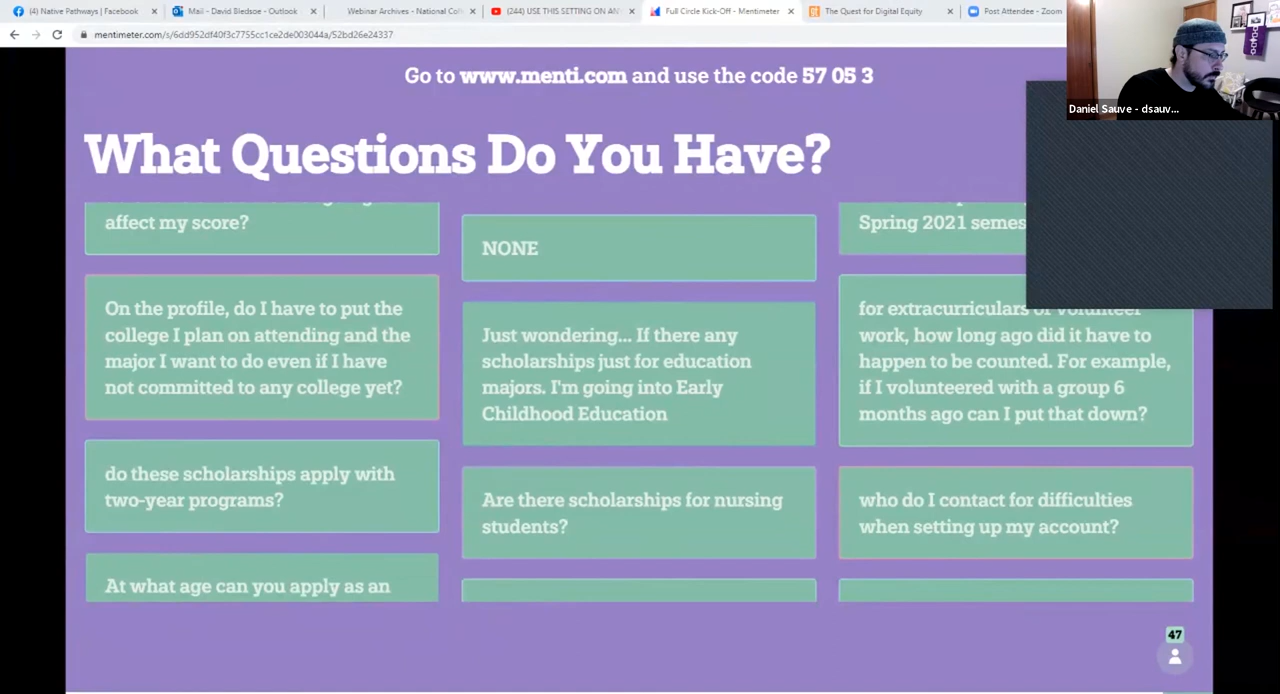 (4) Native Pathways | Facebook
Mail - David Bledsoe - Outlook
Webinar Archives - National Coll
(244) USE THIS SETTING ON AN
Full Circle Kick-Off - Mentimeter
The Quest for Digital Equity
Post Attendee - Zoom
mentimeter.com/s/6dd952df40f3c7755cc1ce2de003044a/52bd26e24337
Daniel Sauve - dsauv...
Go to www.menti.com and use the code 57 05 3
What Questions Do You Have?
affect my score?
On the profile, do I have to put the
college I plan on attending and the
major I want to do even if I have
not committed to any college yet?
do these scholarships apply with
two-year programs?
At what age can you apply as an
NONE
Just wondering... If there any
scholarships just for education
majors. I'm going into Early
Childhood Education
Are there scholarships for nursing
students?
Spring 2021 semes
for extracurriculars or volunteer
work, how long ago did it have to
happen to be counted. For example,
if I volunteered with a group 6
months ago can I put that down?
who do I contact for difficulties
when setting up my account?
47